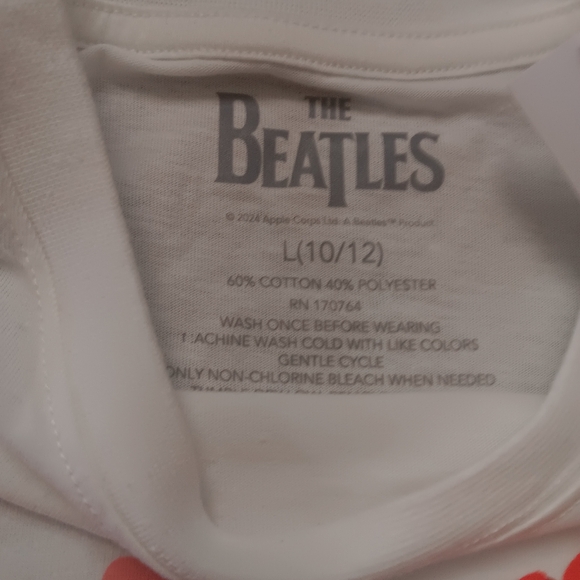 THE
BEATLES
© 2024 Apple Corps Ltd. A Beatles™ Product.
L(10/12)
60% COTTON 40% POLYESTER
RN 170764
WASH ONCE BEFORE WEARING
MACHINE WASH COLD WITH LIKE COLORS
GENTLE CYCLE
ONLY NON-CHLORINE BLEACH WHEN NEEDED